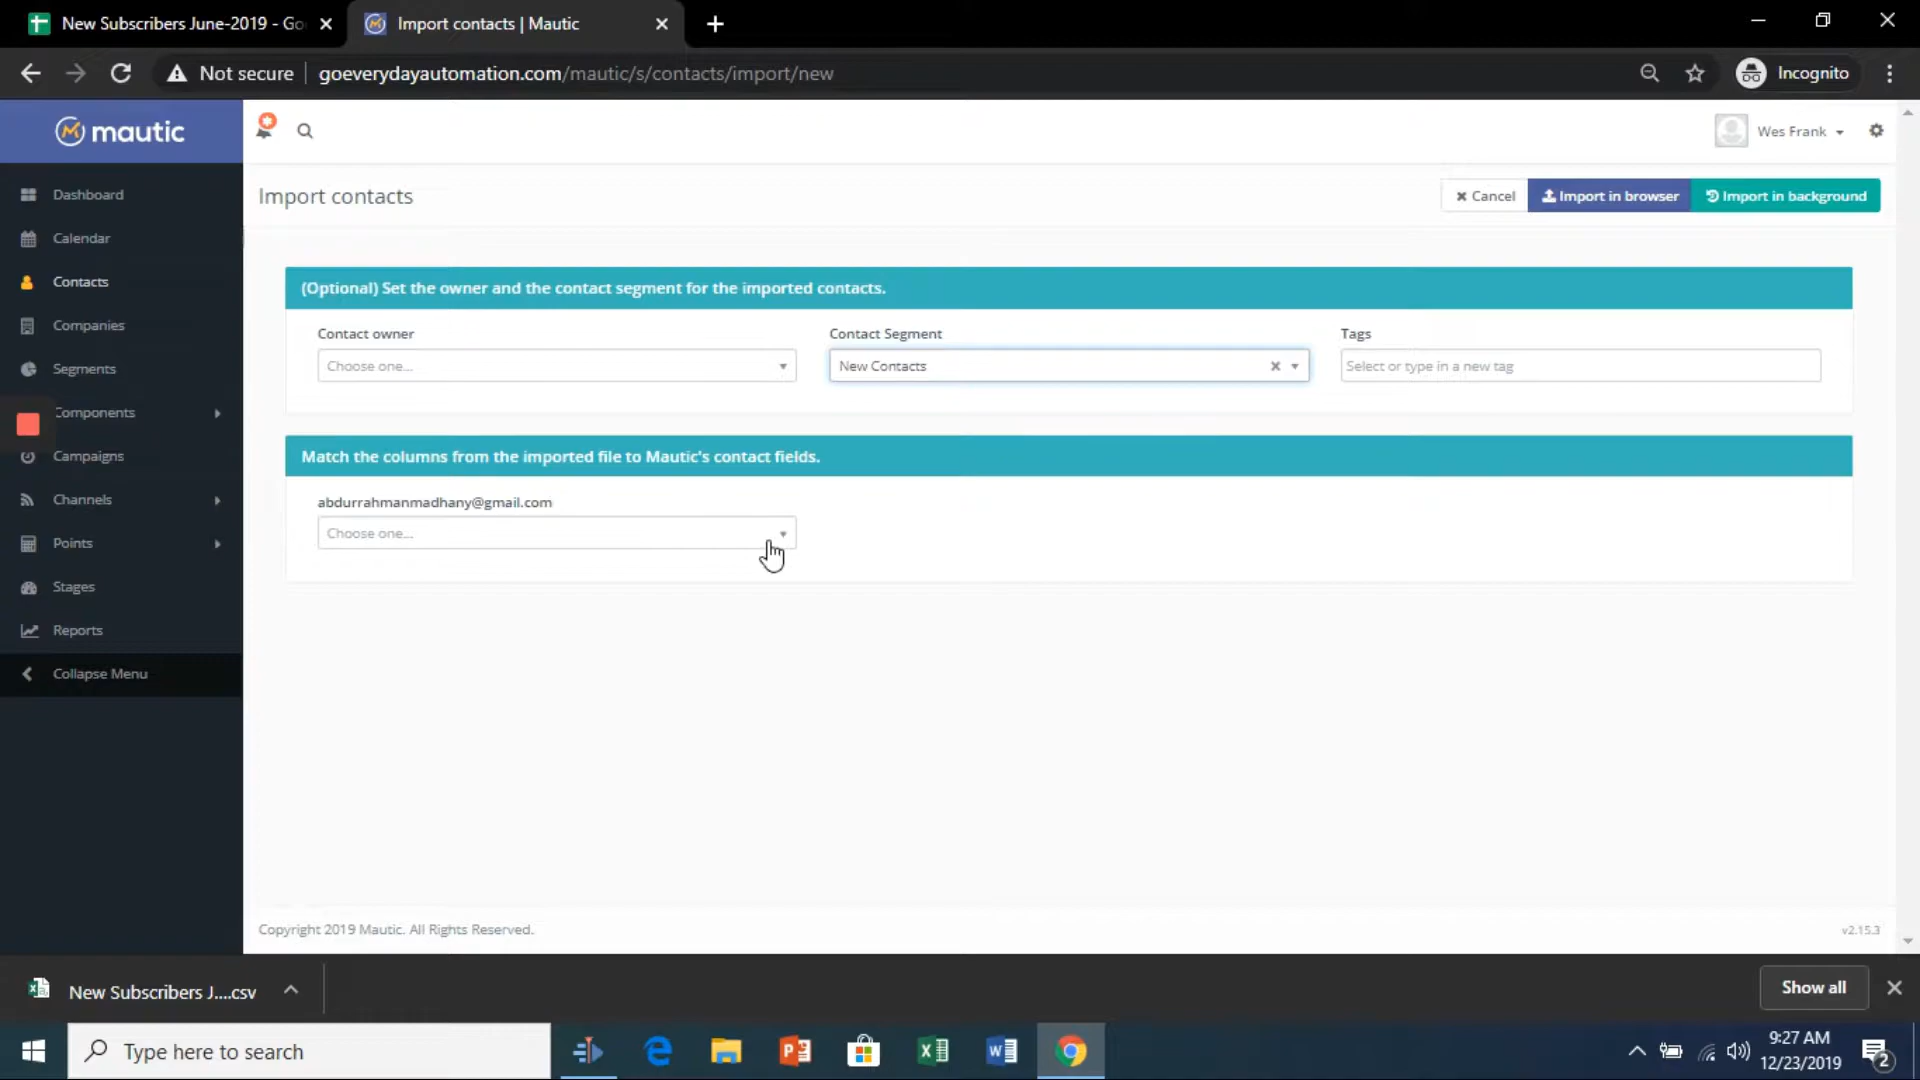 New Subscribers June-2019 - Go
Import contacts | Mautic
Not secure
goeverydayautomation.com/mautic/s/contacts/import/new
Incognito
mautic
Wes Frank
Dashboard
Calendar
Contacts
Companies
Segments
Components
Campaigns
Channels
Points
Stages
Reports
Collapse Menu
Import contacts
Cancel
Import in browser
Import in background
(Optional) Set the owner and the contact segment for the imported contacts.
Contact owner
Contact Segment
Tags
Choose one...
New Contacts
Select or type in a new tag
Match the columns from the imported file to Mautic's contact fields.
abdurrahmanmadhany@gmail.com
Choose one...
Copyright 2019 Mautic. All Rights Reserved.
v2.15.3
New Subscribers J....csv
Show all
Type here to search
9:27 AM
12/23/2019
2